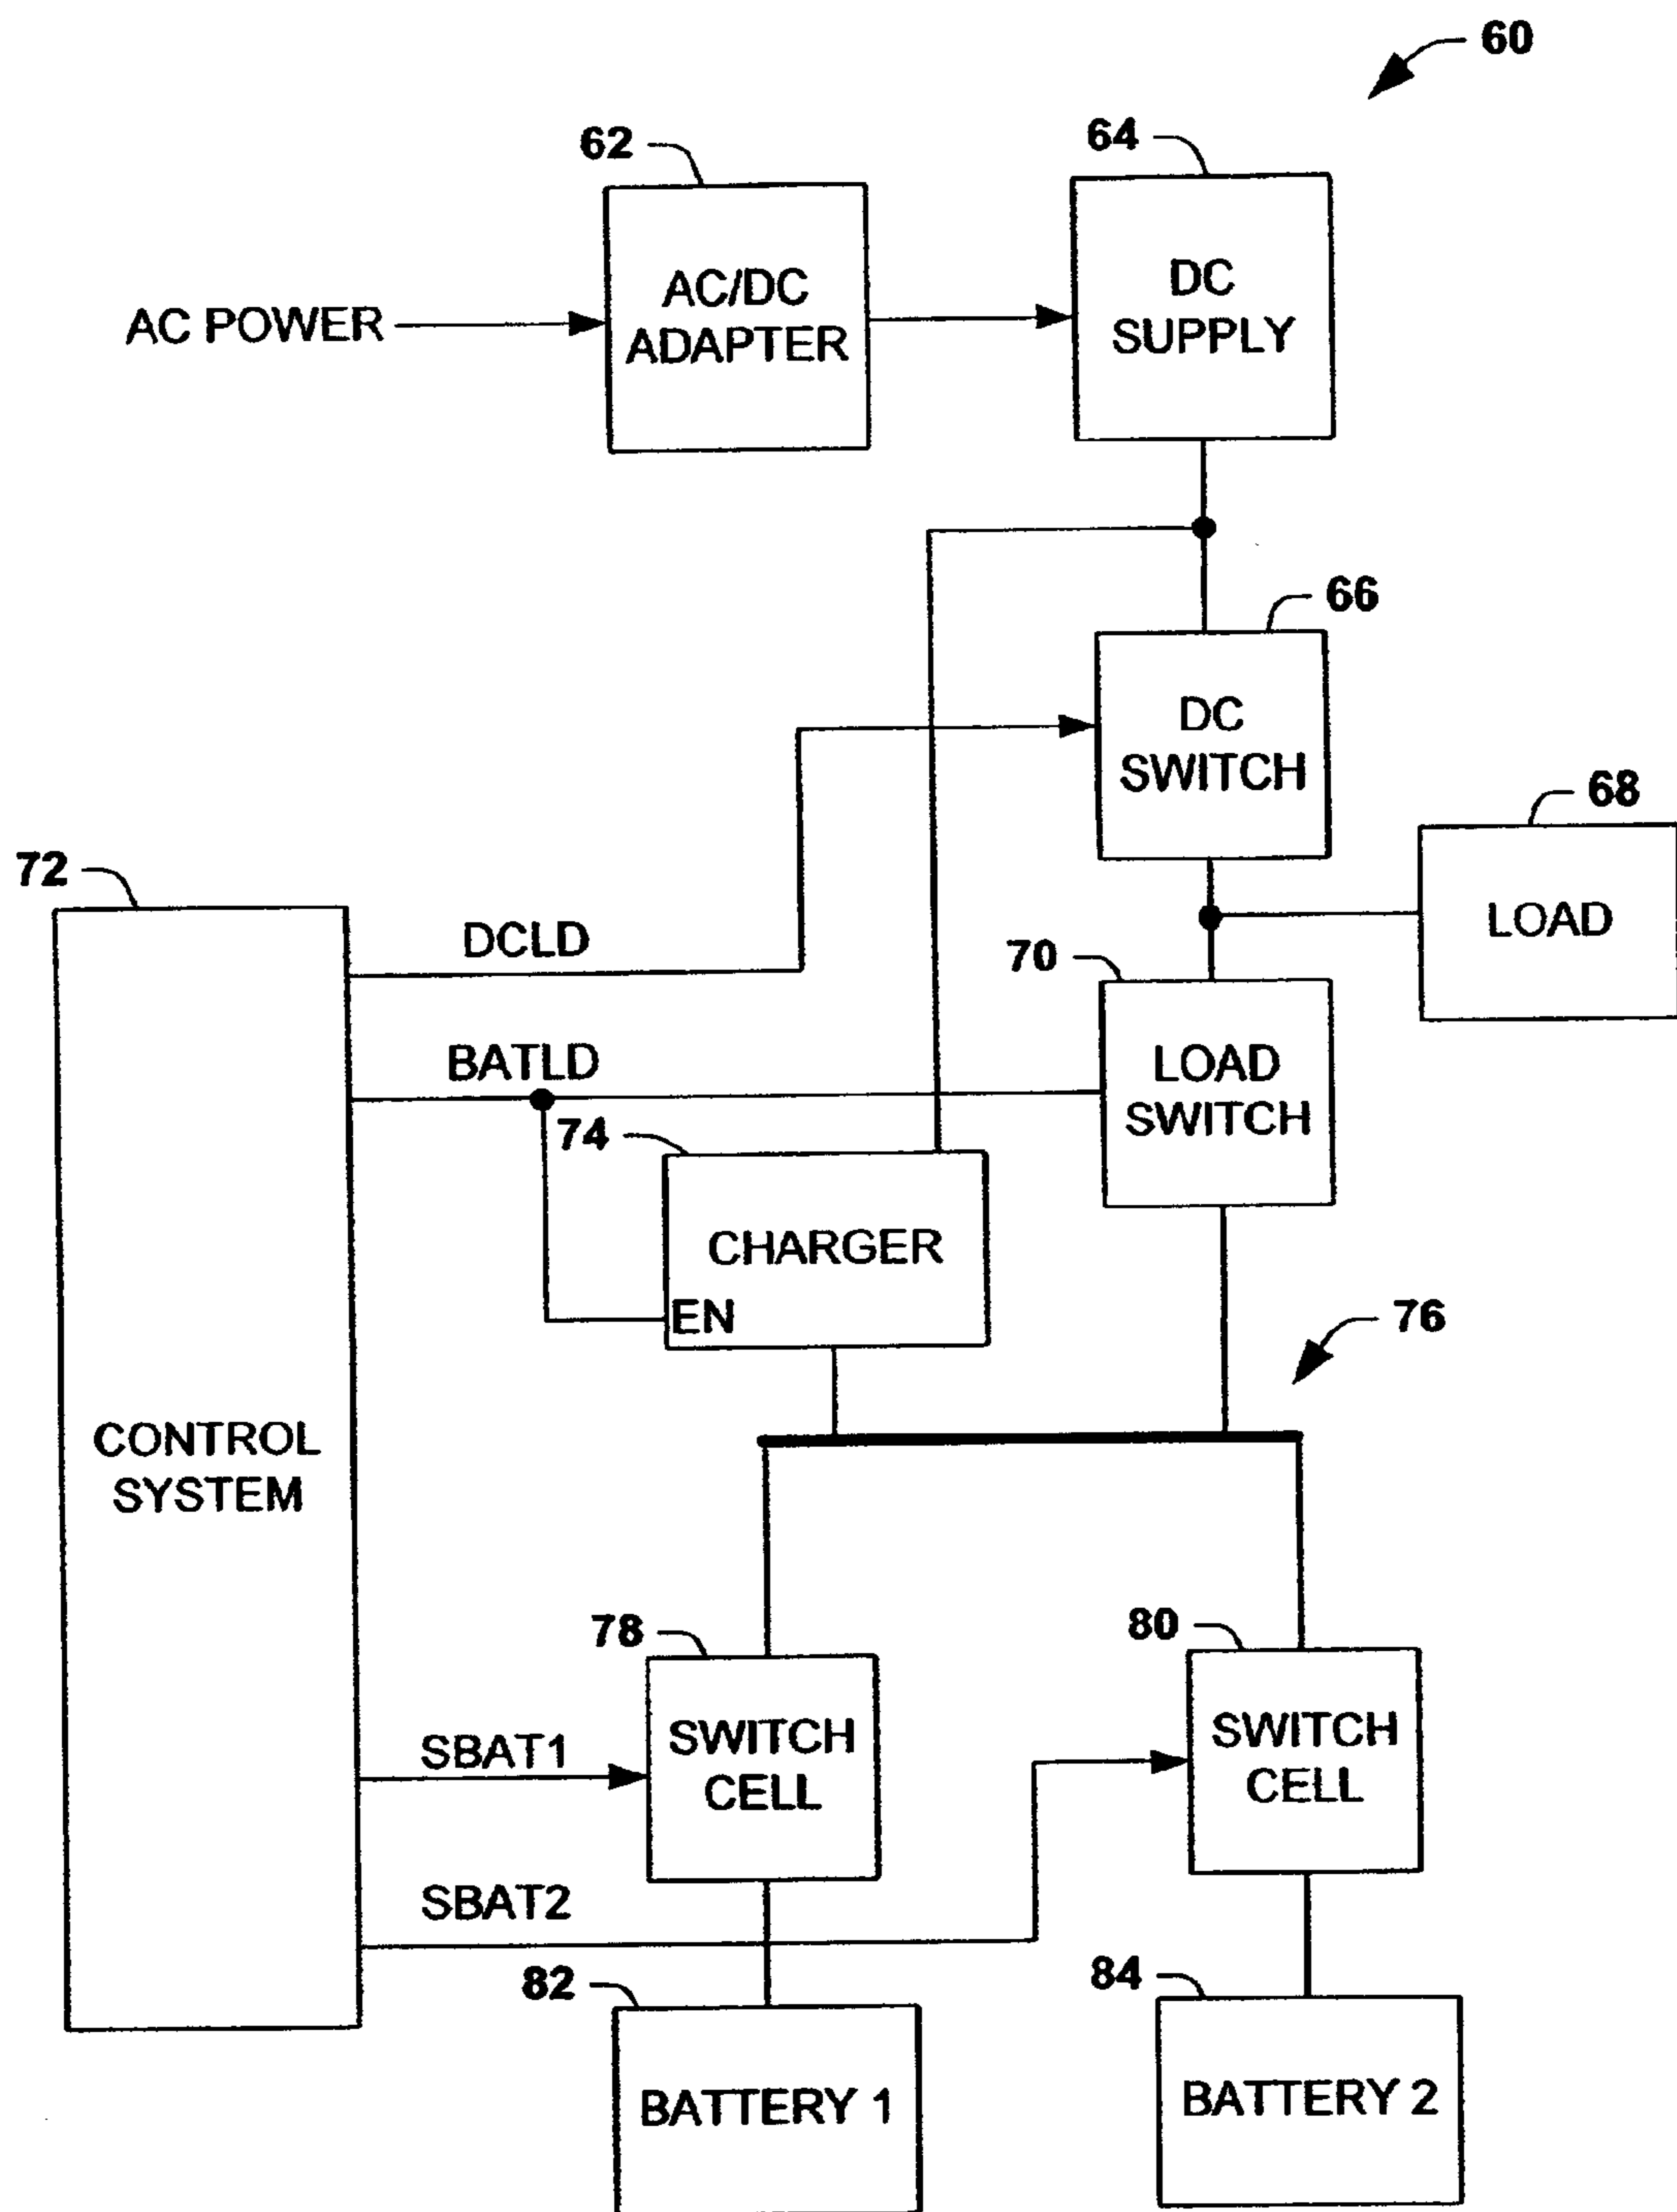 60
62
64
AC POWER
AC/DC
ADAPTER
DC
SUPPLY
66
DC
SWITCH
68
LOAD
72
DCLD
70
BATLD
LOAD
SWITCH
74
CHARGER
EN
76
CONTROL
SYSTEM
78
80
SBAT1
SWITCH
CELL
SWITCH
CELL
SBAT2
82
84
BATTERY 1
BATTERY 2